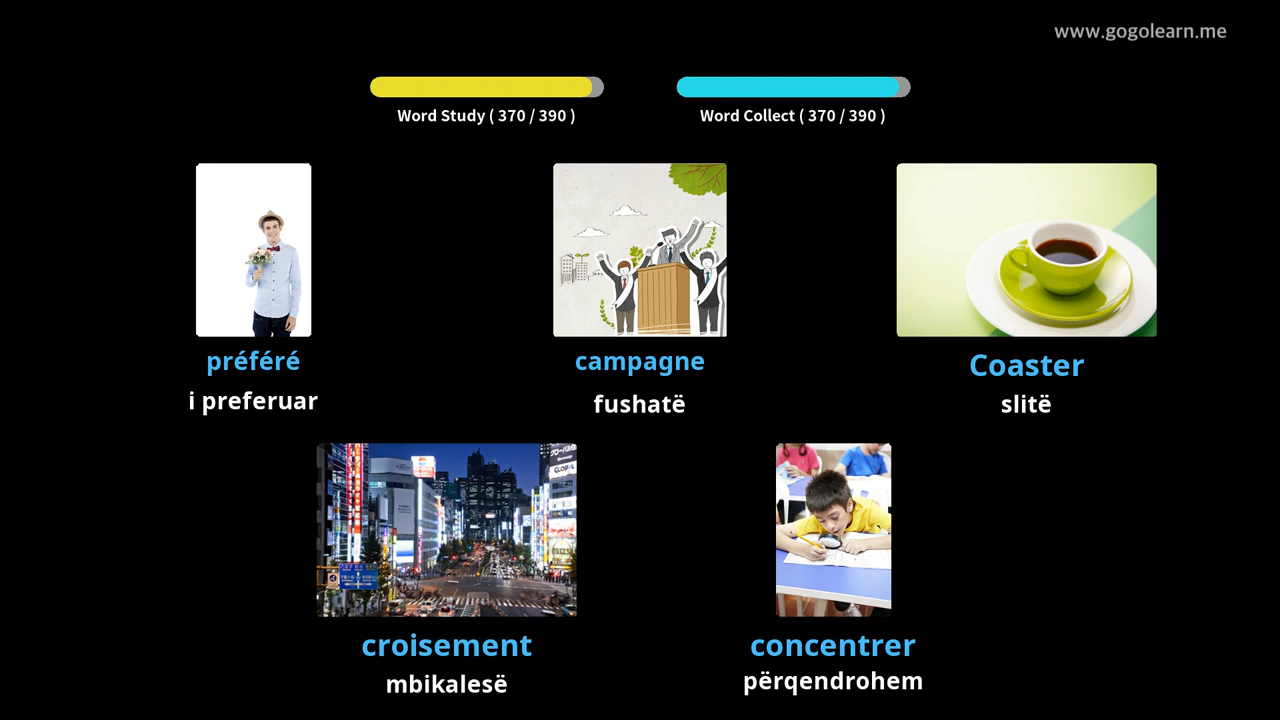 www.gogolearn.me
Word Study ( 370 / 390 )
Word Collect ( 370 / 390 )
préféré
i preferuar
campagne
fushatë
Coaster
slitë
croisement
mbikalesë
concentrer
përqendrohem